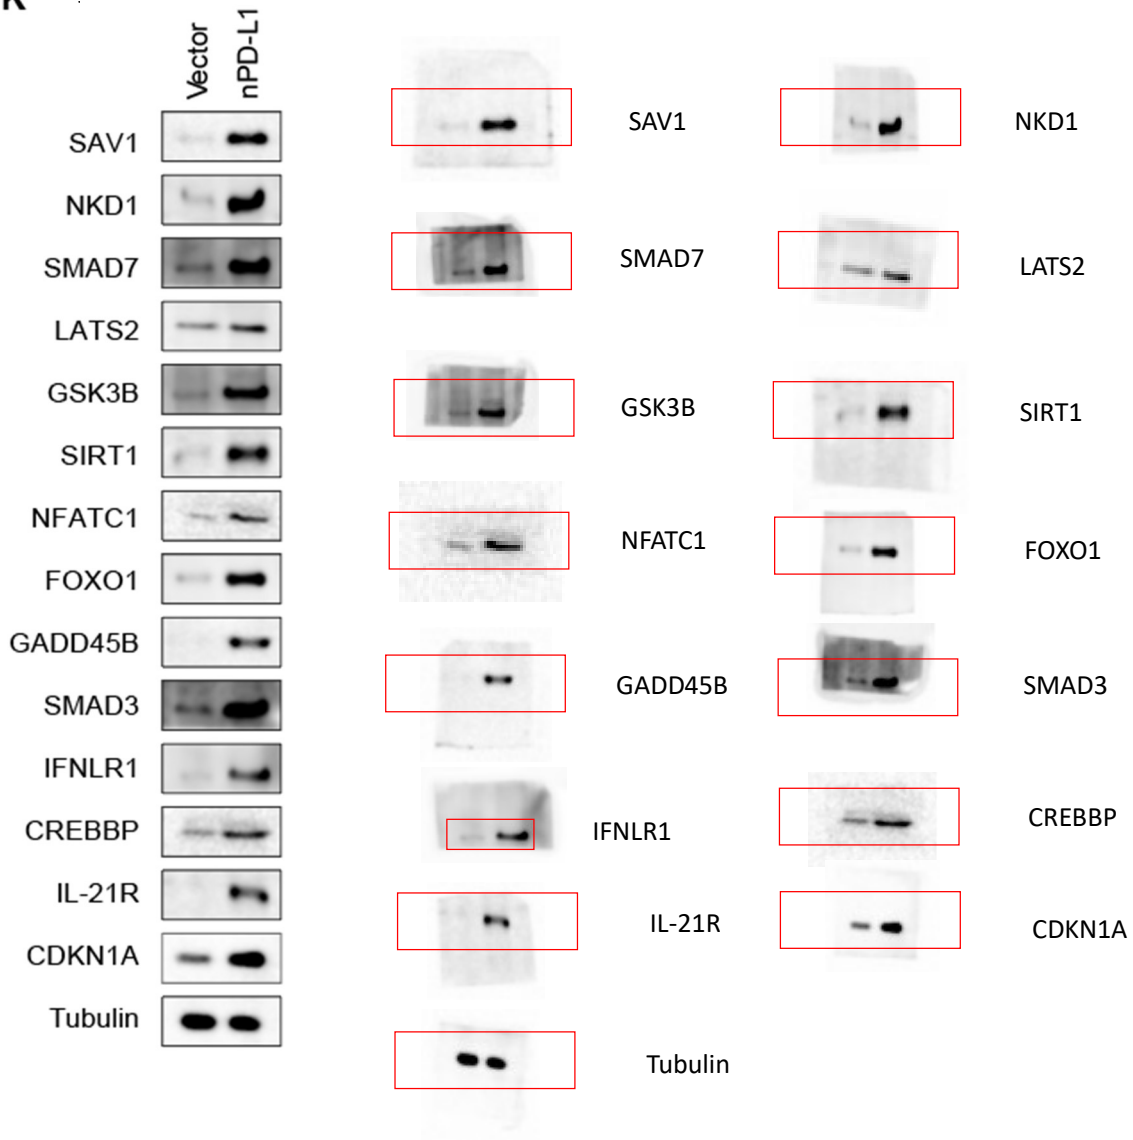 Vector
nPD-L1
SAV1
NKD1
SMAD7
LATS2
GSK3B
SIRT1
NFATC1
FOXO1
GADD45B
SMAD3
IFNLR1
CREBBP
IL-21R
CDKN1A
Tubulin
SAV1
NKD1
SMAD7
LATS2
GSK3B
SIRT1
NFATC1
FOXO1
GADD45B
SMAD3
IFNLR1
CREBBP
IL-21R
CDKN1A
Tubulin